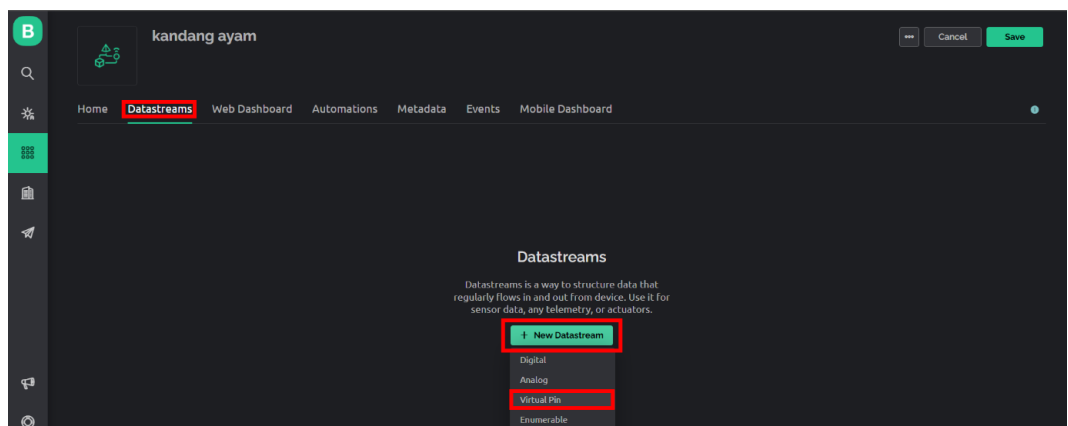 B
kandang ayam
Cancel
Save
Home Datastreams Web Dashboard Automations Metadata Events Mobile Dashboard
Datastreams
Datastreams is a way to structure data that
regularly flows in and out from device. Use it for
sensor data, any telemetry, or actuators.
+ New Datastream
Digital
Analog
Virtual Pin
Enumerable